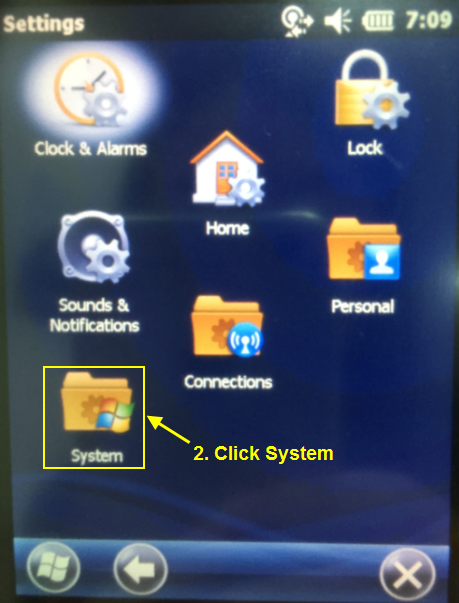 Settings
7:09
Clock & Alarms
Lock
Home
Sounds &
Notifications
Personal
Connections
System
2. Click System